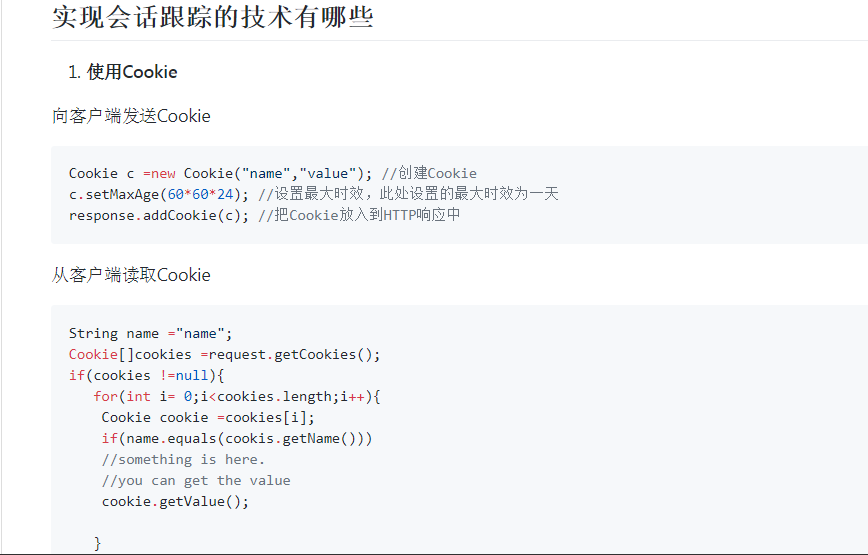 实现会话跟踪的技术有哪些
1. 使用Cookie
向客户端发送Cookie
Cookie c =new Cookie("name","value"); //创建Cookie
c.setMaxAge(60*60*24); //设置最大时效，此处设置的最大时效为一天
response.addCookie(c); //把Cookie放入到HTTP响应中
从客户端读取Cookie
String name ="name";
Cookie[]cookies =request.getCookies();
if(cookies !=null){
   for(int i= 0;i<cookies.length;i++){
    Cookie cookie =cookies[i];
    if(name.equals(cookis.getName()))
    //something is here.
    //you can get the value
    cookie.getValue();
   }